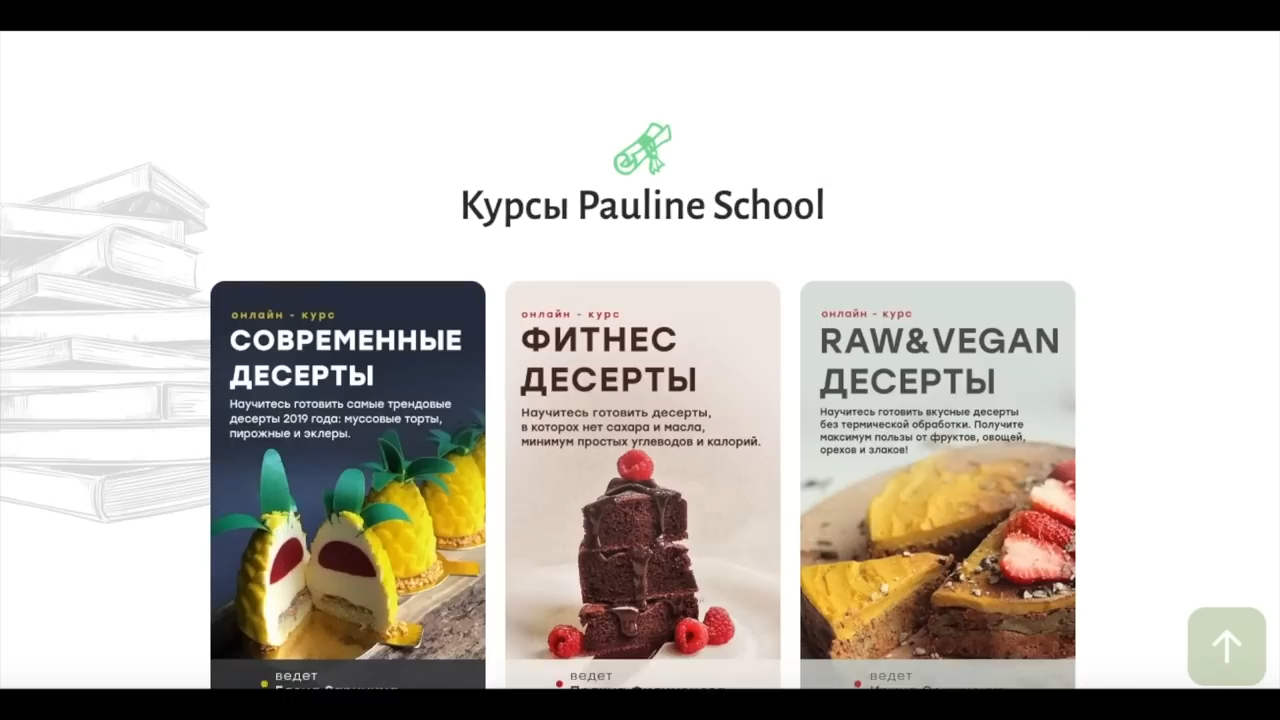 Курсы Pauline School
онлайн - курс
СОВРЕМЕННЫЕ
ДЕСЕРТЫ
Научитесь готовить самые трендовые
десерты 2019 года: муссовые торты,
пирожные и эклеры.
ведет
онлайн - курс
ФИТНЕС
ДЕСЕРТЫ
Научитесь готовить десерты,
в которых нет сахара и масла,
минимум простых углеводов и калорий.
ведет
онлайн - курс
RAW&VEGAN
ДЕСЕРТЫ
Научитесь готовить вкусные десерты
без термической обработки. Получите
максимум пользы от фруктов, овощей,
орехов и злаков!
ведет